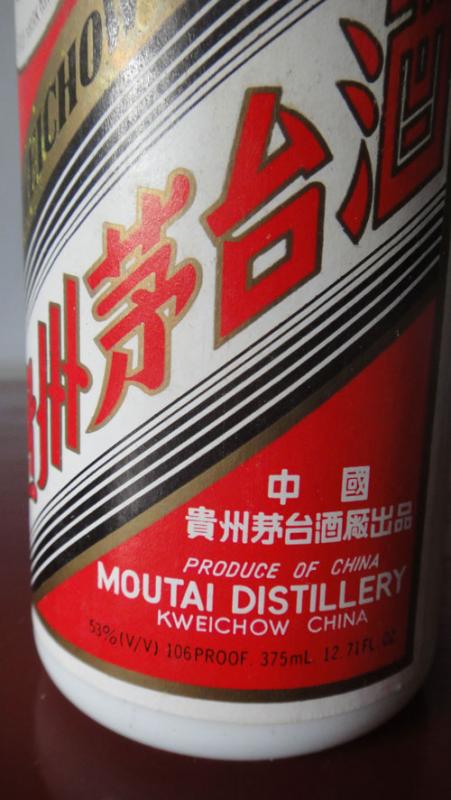 貴州茅台酒
中國
貴州茅台酒廠出品
PRODUCE OF CHINA
MOUTAI DISTILLERY
KWEICHOW CHINA
53%(V/V) 106PROOF. 375mL. 12.71FL OZ